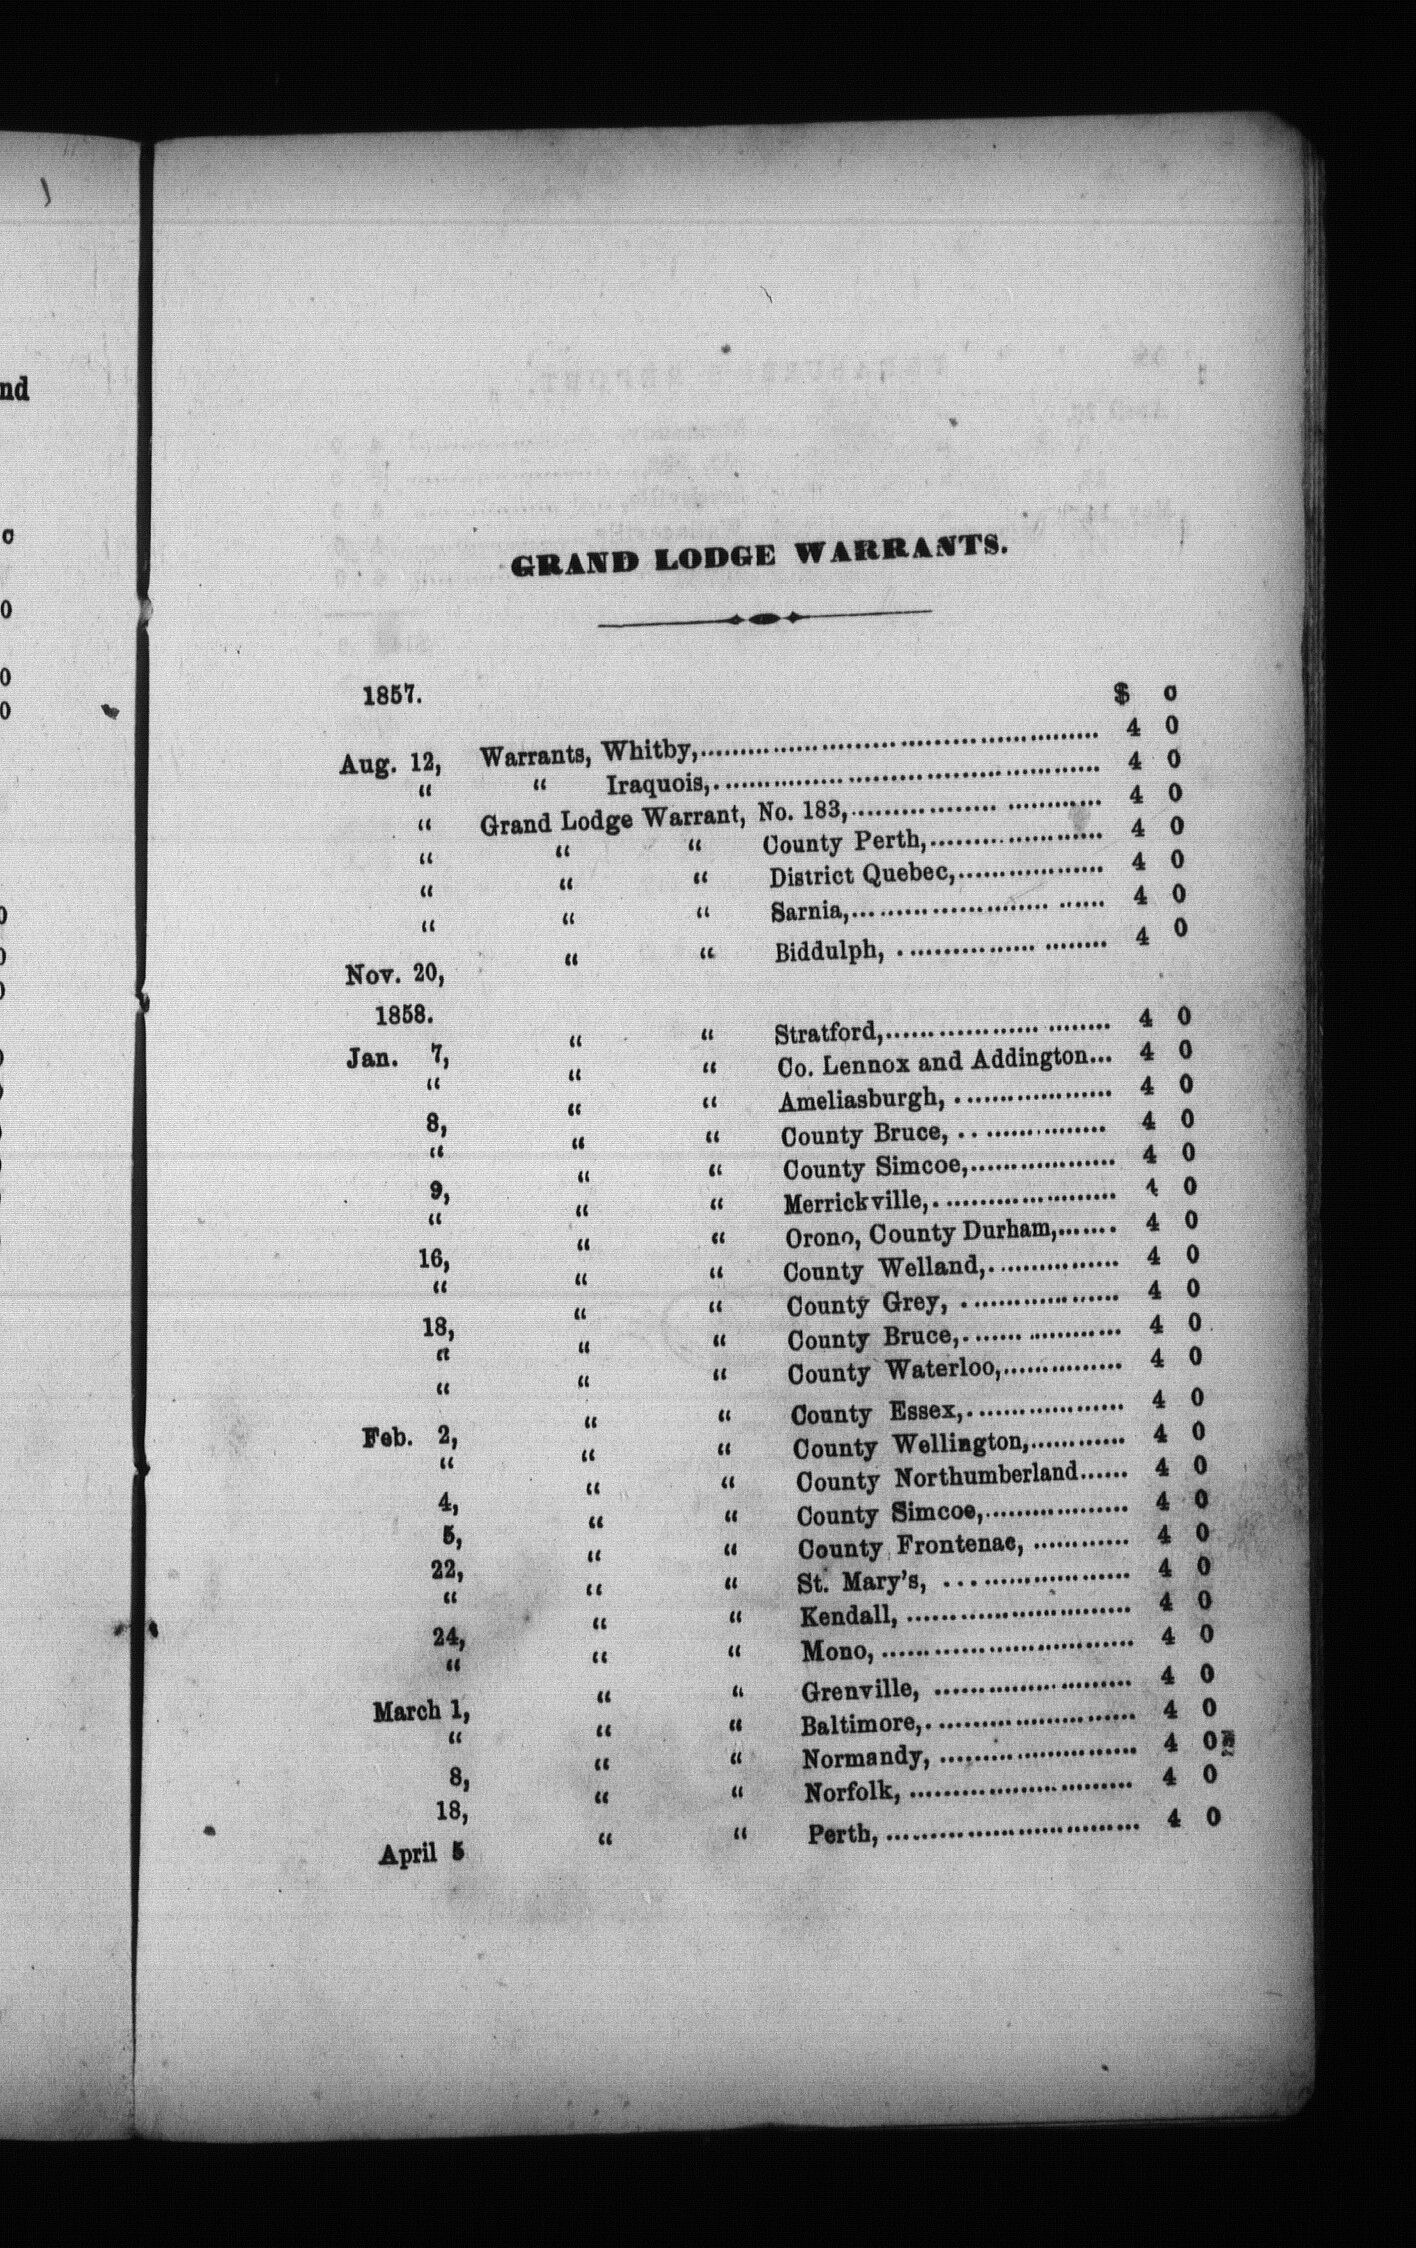 GRAND LODGE WARRANTS.
1857. $ c
Aug. 12, Warrants, Whitby,.......... 4 0
" " Iraquois,.......... 4 0
" Grand Lodge Warrant, No. 183,.......... 4 0
" " " County Perth,.......... 4 0
" " " District Quebec,.......... 4 0
" " " Sarnia,.......... 4 0
Nov. 20, " " Biddulph, .......... 4 0
1858.
Jan. 7, " " Stratford,.......... 4 0
" " " Co. Lennox and Addington... 4 0
8, " " Ameliasburgh, .......... 4 0
" " " County Bruce, .......... 4 0
9, " " County Simcoe,.......... 4 0
" " " Merrickville,.......... 4 0
16, " " Orono, County Durham,....... 4 0
" " " County Welland,.......... 4 0
18, " " County Grey, .......... 4 0
" " " County Bruce,.......... 4 0
" " " County Waterloo,.......... 4 0
Feb. 2, " " County Essex,.......... 4 0
" " " County Wellington,.......... 4 0
4, " " County Northumberland...... 4 0
5, " " County Simcoe,.......... 4 0
22, " " County Frontenac, .......... 4 0
" " " St. Mary's, .......... 4 0
24, " " Kendall, .......... 4 0
" " " Mono, .......... 4 0
March 1, " " Grenville, .......... 4 0
" " " Baltimore,.......... 4 0
8, " " Normandy, .......... 4 0
18, " " Norfolk, .......... 4 0
April 5 " " Perth, .......... 4 0